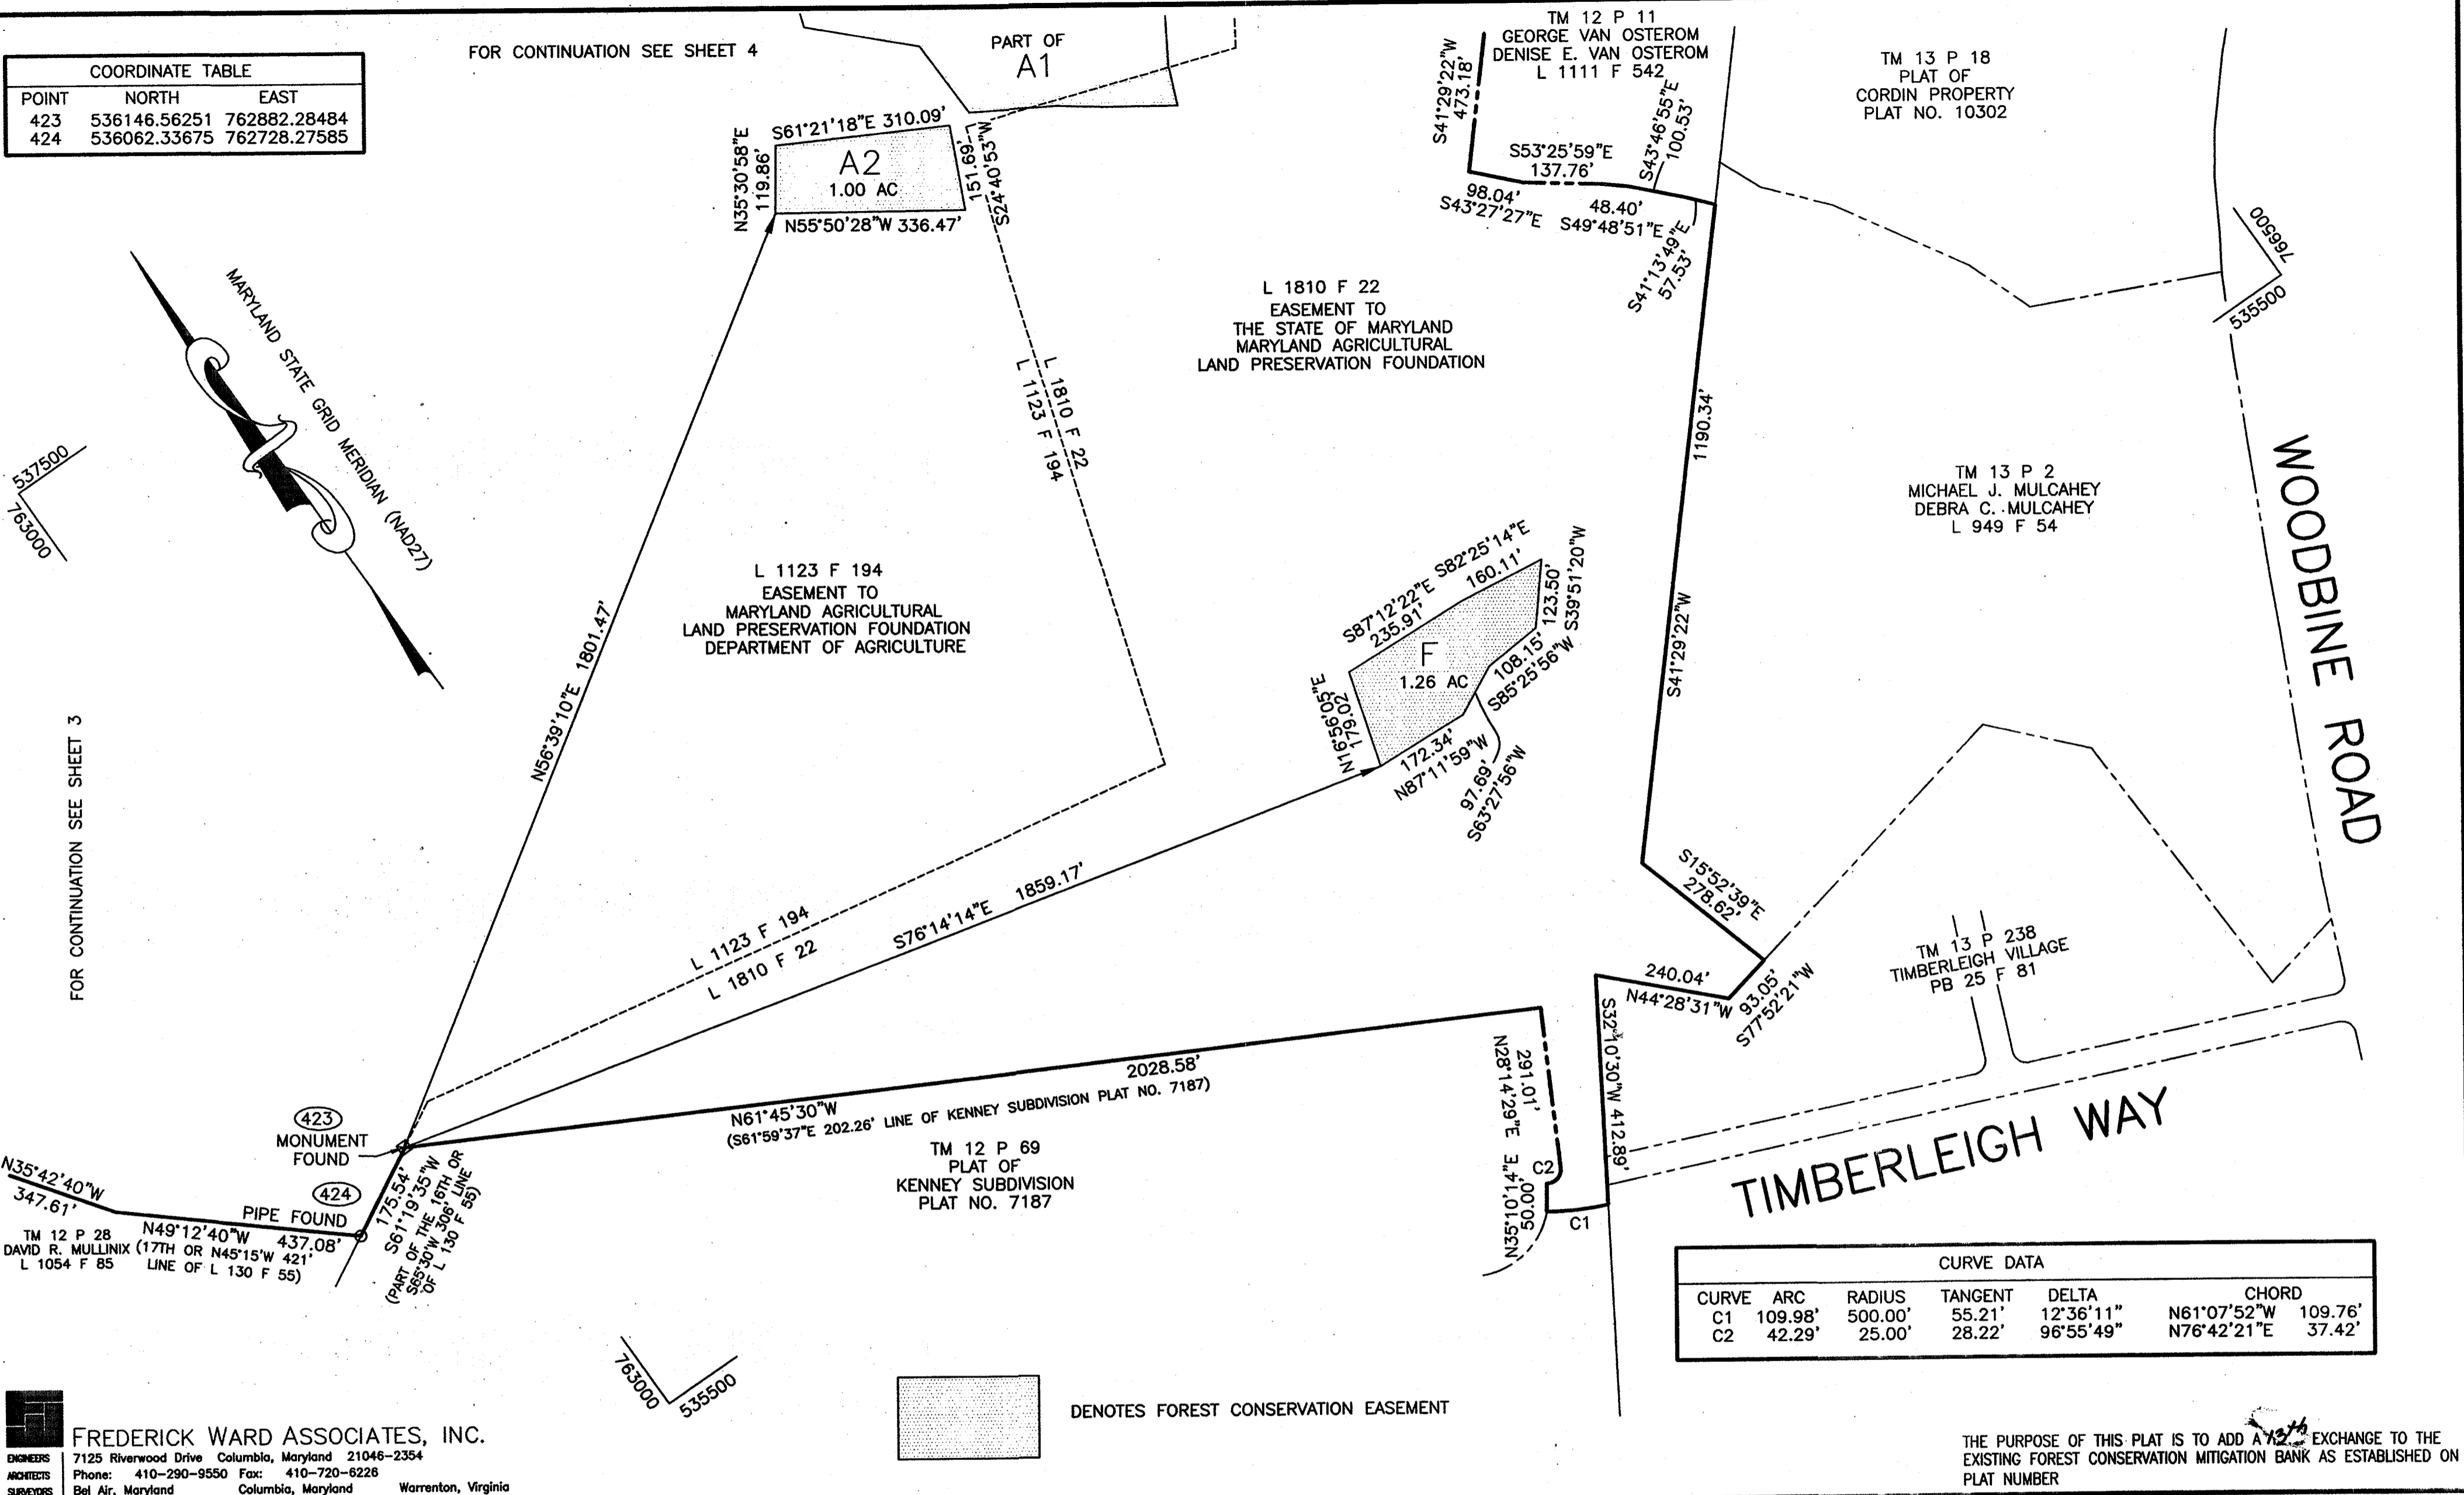 FOR CONTINUATION SEE SHEET 4
COORDINATE TABLE
POINT NORTH EAST
423 536146.56251 762882.28484
424 536062.33675 762728.27585
PART OF
A1
TM 12 P 11
GEORGE VAN OSTEROM
DENISE E. VAN OSTEROM
L 1111 F 542
TM 13 P 18
PLAT OF
CORDIN PROPERTY
PLAT NO. 10302
S41°29'22"W
473.18'
S53°25'59"E
137.76'
S43°46'55"E
100.53'
98.04'
S43°27'27"E
48.40'
S49°48'51"E
S41°13'49"E
57.53'
S61°21'18"E 310.09'
N35°30'58"E
119.86'
A2
1.00 AC
151.69'
S24°40'53"W
N55°50'28"W 336.47'
766500
535500
MARYLAND STATE GRID MERIDIAN (NAD27)
L 1810 F 22
EASEMENT TO
THE STATE OF MARYLAND
MARYLAND AGRICULTURAL
LAND PRESERVATION FOUNDATION
L 1810 F 22
L 1123 F 194
1190.34'
S41°29'22"W
537500
763000
TM 13 P 2
MICHAEL J. MULCAHEY
DEBRA C. MULCAHEY
L 949 F 54
WOODBINE ROAD
L 1123 F 194
EASEMENT TO
MARYLAND AGRICULTURAL
LAND PRESERVATION FOUNDATION
DEPARTMENT OF AGRICULTURE
N56°39'10"E 1801.47'
S87°12'22"E
235.91'
S82°25'14"E
160.11'
123.50'
S39°51'20"W
F
1.26 AC
108.15'
S85°25'56"W
N16°56'05"E
179.02'
172.34'
N87°11'59"W
97.69'
S63°27'56"W
FOR CONTINUATION SEE SHEET 3
L 1123 F 194
L 1810 F 22
S76°14'14"E 1859.17'
S15°52'39"E
278.62'
240.04'
N44°28'31"W
93.05'
S77°52'21"W
TM 13 P 238
TIMBERLEIGH VILLAGE
PB 25 F 81
S32°10'30"W 412.89'
2028.58'
N61°45'30"W
(S61°59'37"E 202.26' LINE OF KENNEY SUBDIVISION PLAT NO. 7187)
291.01'
N28°14'29"E
C2
N35°10'14"E
50.00'
C1
TIMBERLEIGH WAY
423
MONUMENT
FOUND
424
PIPE FOUND
175.54'
S61°19'35"W
(PART OF THE 16TH OR
S65°30'W 306' LINE
OF L 130 F 55)
N35°42'40"W
347.61'
N49°12'40"W 437.08'
(17TH OR N45°15'W 421'
LINE OF L 130 F 55)
TM 12 P 28
DAVID R. MULLINIX
L 1054 F 85
TM 12 P 69
PLAT OF
KENNEY SUBDIVISION
PLAT NO. 7187
CURVE DATA
CURVE ARC RADIUS TANGENT DELTA CHORD
C1 109.98' 500.00' 55.21' 12°36'11" N61°07'52"W 109.76'
C2 42.29' 25.00' 28.22' 96°55'49" N76°42'21"E 37.42'
763000
535500
DENOTES FOREST CONSERVATION EASEMENT
FREDERICK WARD ASSOCIATES, INC.
ENGINEERS
ARCHITECTS
SURVEYORS
7125 Riverwood Drive Columbia, Maryland 21046-2354
Phone: 410-290-9550 Fax: 410-720-6226
Bel Air, Maryland Columbia, Maryland Warrenton, Virginia
THE PURPOSE OF THIS PLAT IS TO ADD A 13th EXCHANGE TO THE
EXISTING FOREST CONSERVATION MITIGATION BANK AS ESTABLISHED ON
PLAT NUMBER